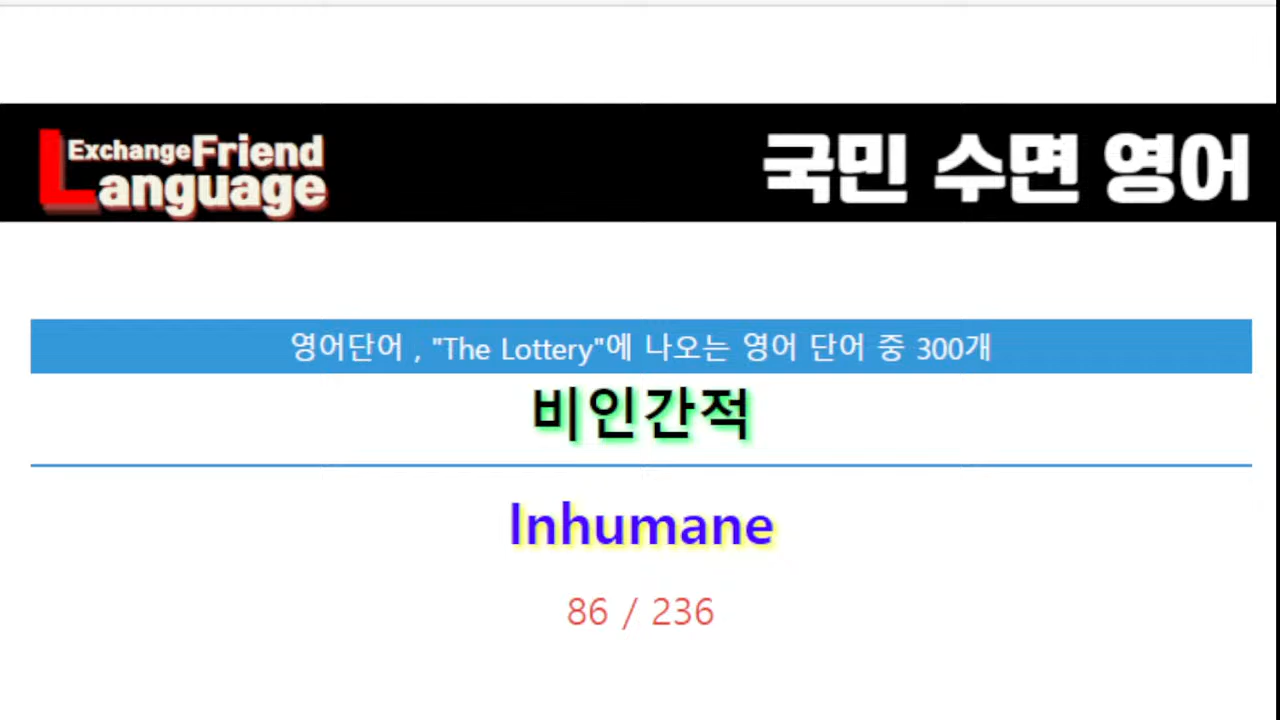 Exchange Friend
Language
국민 수면 영어
영어단어 , "The Lottery"에 나오는 영어 단어 중 300개
비인간적
Inhumane
86 / 236